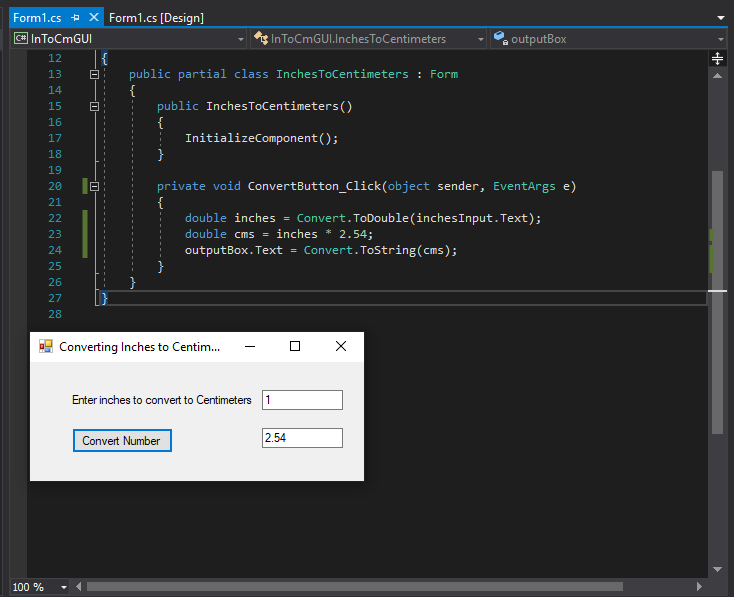 Form1.cs Form1.cs [Design]
C# InToCmGUI InToCmGUI.InchesToCentimeters outputBox
12 {
13 public partial class InchesToCentimeters : Form
14 {
15 public InchesToCentimeters()
16 {
17 InitializeComponent();
18 }
19
20 private void ConvertButton_Click(object sender, EventArgs e)
21 {
22 double inches = Convert.ToDouble(inchesInput.Text);
23 double cms = inches * 2.54;
24 outputBox.Text = Convert.ToString(cms);
25 }
26 }
27 }
28
Converting Inches to Centim...
Enter inches to convert to Centimeters 1
Convert Number 2.54
100 %